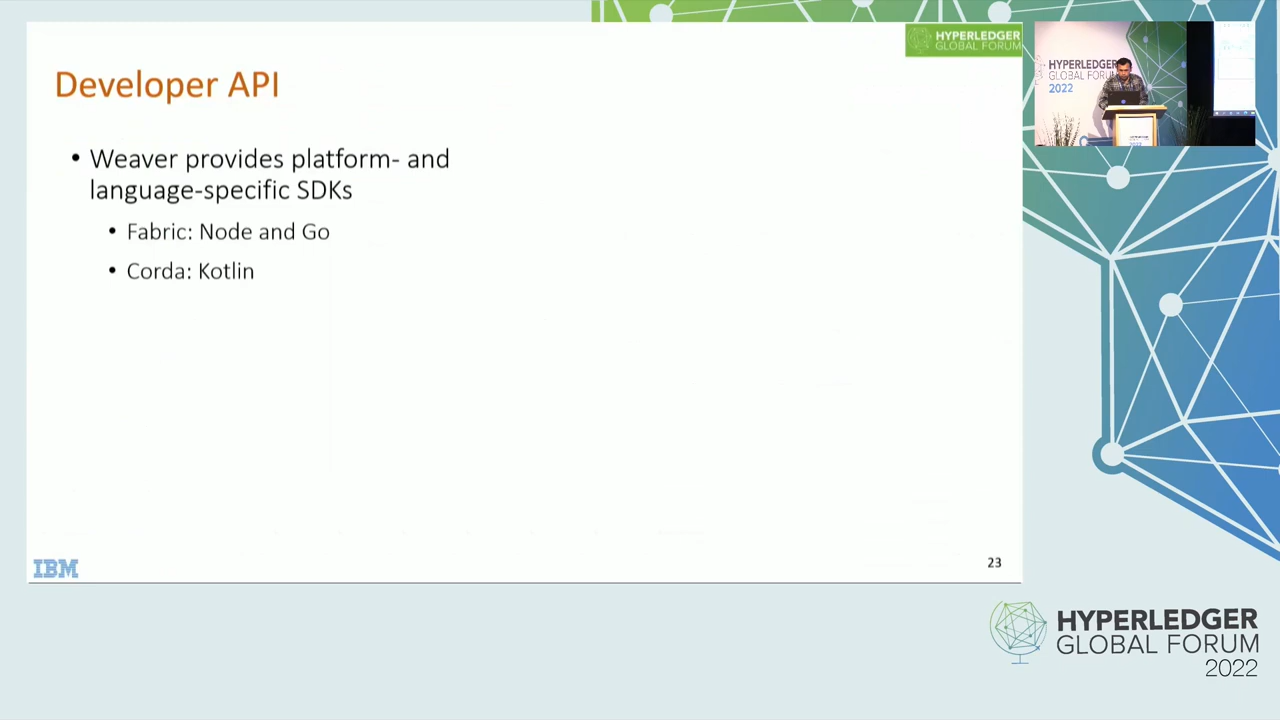 HYPERLEDGER
GLOBAL FORUM
Developer API
• Weaver provides platform- and
language-specific SDKs
• Fabric: Node and Go
• Corda: Kotlin
IBM
23
HYPERLEDGER
GLOBAL FORUM
2022
HYPERLEDGER
GLOBAL FORUM
2022